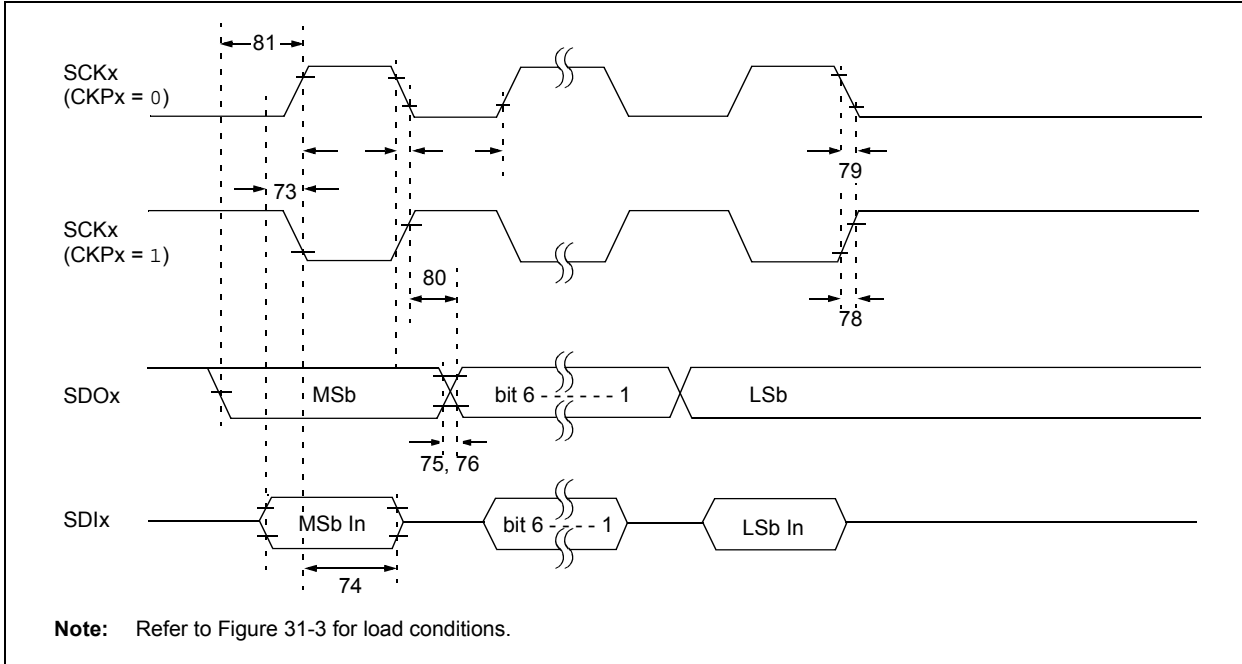 81
SCKx
(CKPx = 0)
79
73
SCKx
(CKPx = 1)
80
78
SDOx
MSb
bit 6 - - - - - - 1
LSb
75, 76
SDIx
MSb In
bit 6 - - - - 1
LSb In
74
Note: Refer to Figure 31-3 for load conditions.